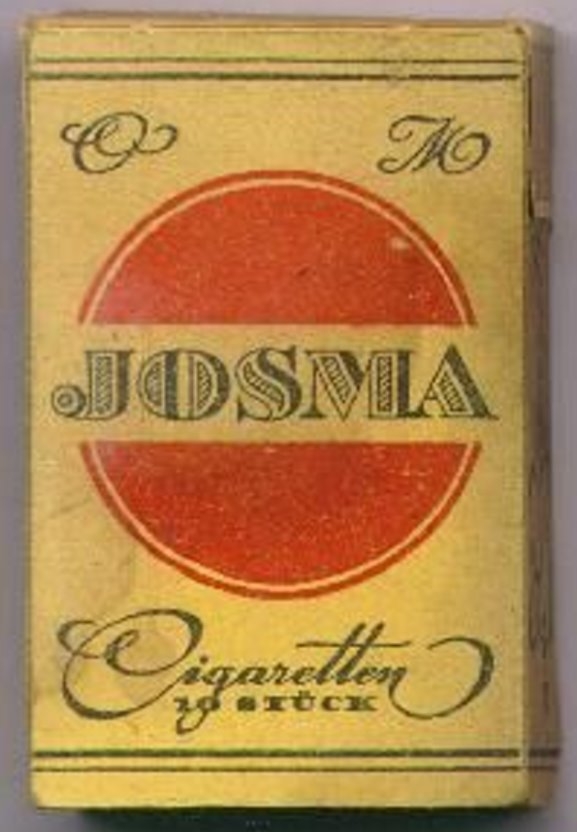 O M
JOSMA
Cigaretten
10 STÜCK